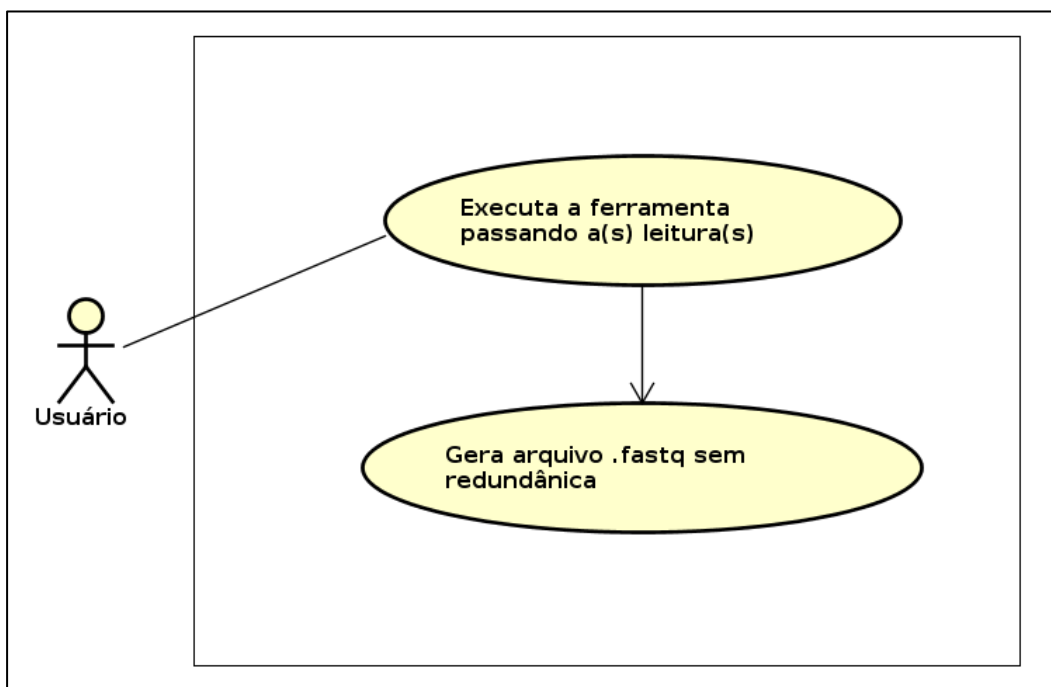 Executa a ferramenta
passando a(s) leitura(s)
Usuário
Gera arquivo .fastq sem
redundânica